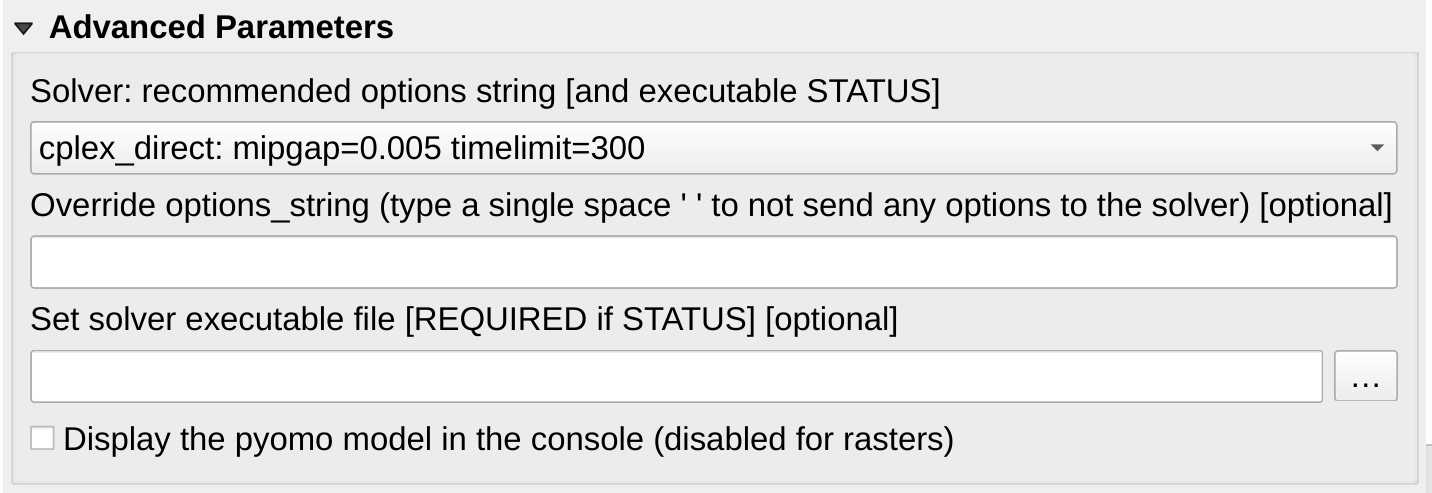 Advanced Parameters
Solver: recommended options string [and executable STATUS]
cplex_direct: mipgap=0.005 timelimit=300
Override options_string (type a single space ' ' to not send any options to the solver) [optional]
Set solver executable file [REQUIRED if STATUS] [optional]
...
Display the pyomo model in the console (disabled for rasters)